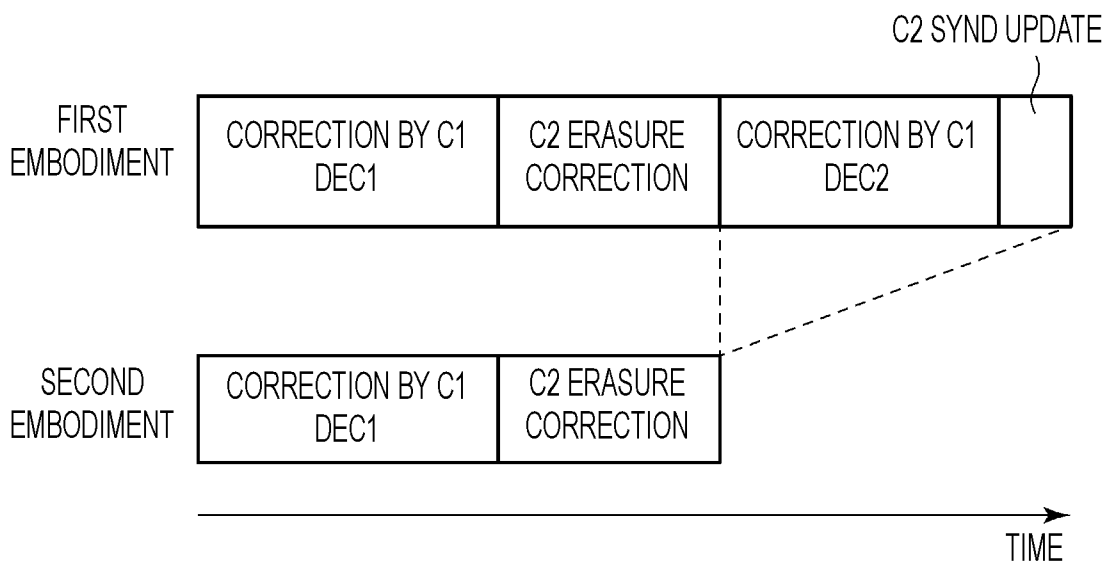 C2 SYND UPDATE
FIRST
EMBODIMENT
CORRECTION BY C1
DEC1
C2 ERASURE
CORRECTION
CORRECTION BY C1
DEC2
SECOND
EMBODIMENT
CORRECTION BY C1
DEC1
C2 ERASURE
CORRECTION
TIME